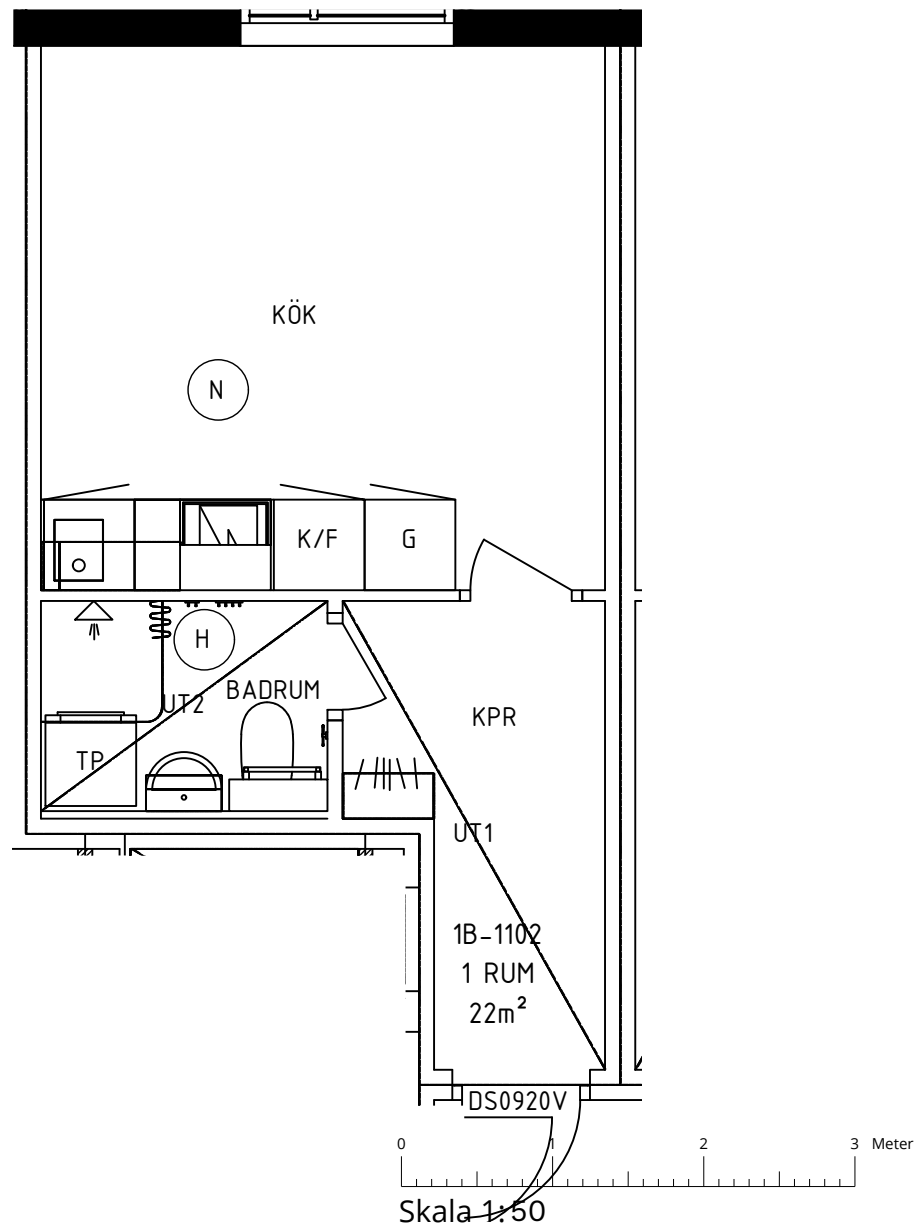 KÖK
N
K/F
G
H
UT2
BADRUM
KPR
TP
UT1
1B-1102
1 RUM
22m²
DS0920V
0 1 2 3 Meter
Skala 1:50